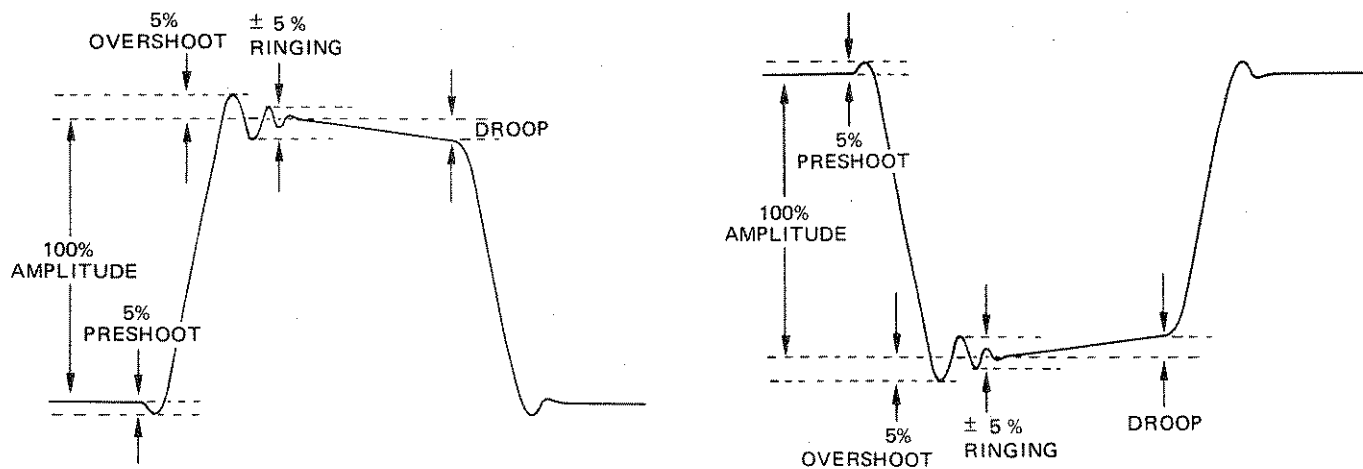 5%
OVERSHOOT
± 5%
RINGING
DROOP
100%
AMPLITUDE
5%
PRESHOOT
5%
PRESHOOT
100%
AMPLITUDE
5%
OVERSHOOT
± 5%
RINGING
DROOP